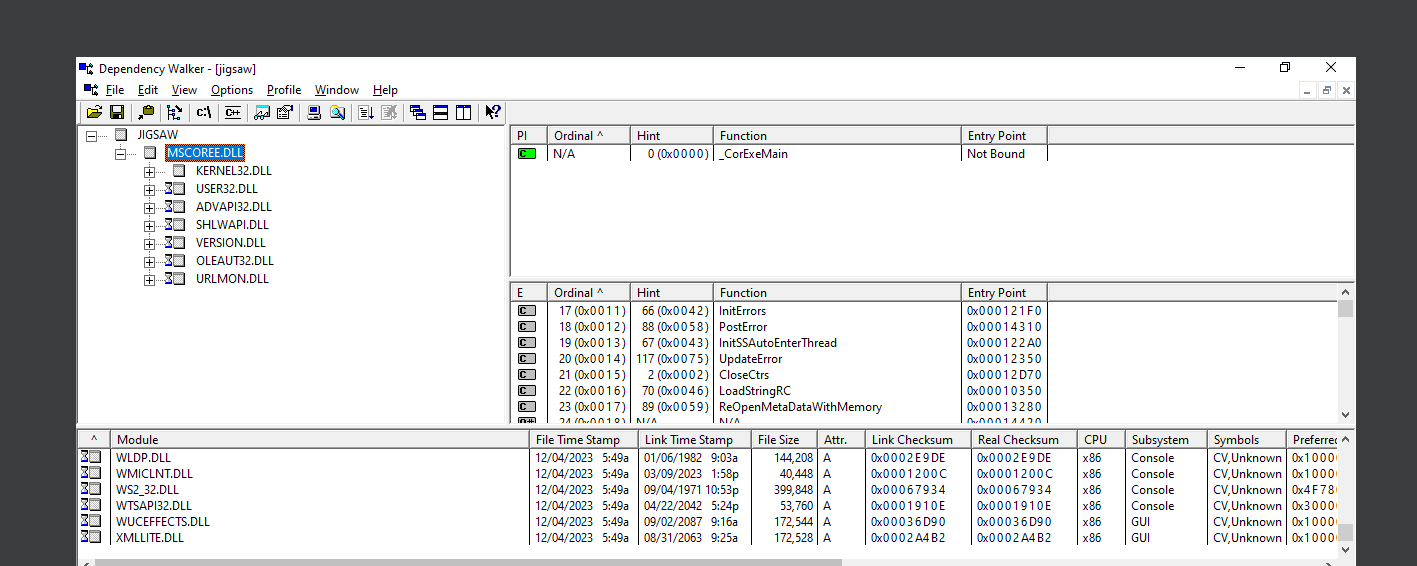 Dependency Walker - [jigsaw]
File Edit View Options Profile Window Help
c:\ C++
JIGSAW
MSCOREE.DLL
KERNEL32.DLL
USER32.DLL
ADVAPI32.DLL
SHLWAPI.DLL
VERSION.DLL
OLEAUT32.DLL
URLMON.DLL
PI Ordinal ^ Hint Function Entry Point
C N/A 0 (0x0000) _CorExeMain Not Bound
E Ordinal ^ Hint Function Entry Point
C 17 (0x0011) 66 (0x0042) InitErrors 0x000121F0
C 18 (0x0012) 88 (0x0058) PostError 0x00014310
C 19 (0x0013) 67 (0x0043) InitSSAutoEnterThread 0x000122A0
C 20 (0x0014) 117 (0x0075) UpdateError 0x00012350
C 21 (0x0015) 2 (0x0002) CloseCtrs 0x00012D70
C 22 (0x0016) 70 (0x0046) LoadStringRC 0x00010350
C 23 (0x0017) 89 (0x0059) ReOpenMetaDataWithMemory 0x00013280
24 (0x0018) N/A N/A 0x00014420
^ Module File Time Stamp Link Time Stamp File Size Attr. Link Checksum Real Checksum CPU Subsystem Symbols Preferred
WLDP.DLL 12/04/2023 5:49a 01/06/1982 9:03a 144,208 A 0x0002E9DE 0x0002E9DE x86 Console CV,Unknown 0x1000
WMICLNT.DLL 12/04/2023 5:49a 03/09/2023 1:58p 40,448 A 0x0001200C 0x0001200C x86 Console CV,Unknown 0x1000
WS2_32.DLL 12/04/2023 5:49a 09/04/1971 10:53p 399,848 A 0x00067934 0x00067934 x86 Console CV,Unknown 0x4F78
WTSAPI32.DLL 12/04/2023 5:49a 04/22/2042 5:24p 53,760 A 0x0001910E 0x0001910E x86 Console CV,Unknown 0x3000
WUCEFFECTS.DLL 12/04/2023 5:49a 09/02/2087 9:16a 172,544 A 0x00036D90 0x00036D90 x86 GUI CV,Unknown 0x1000
XMLLITE.DLL 12/04/2023 5:49a 08/31/2063 9:25a 172,528 A 0x0002A4B2 0x0002A4B2 x86 GUI CV,Unknown 0x1000